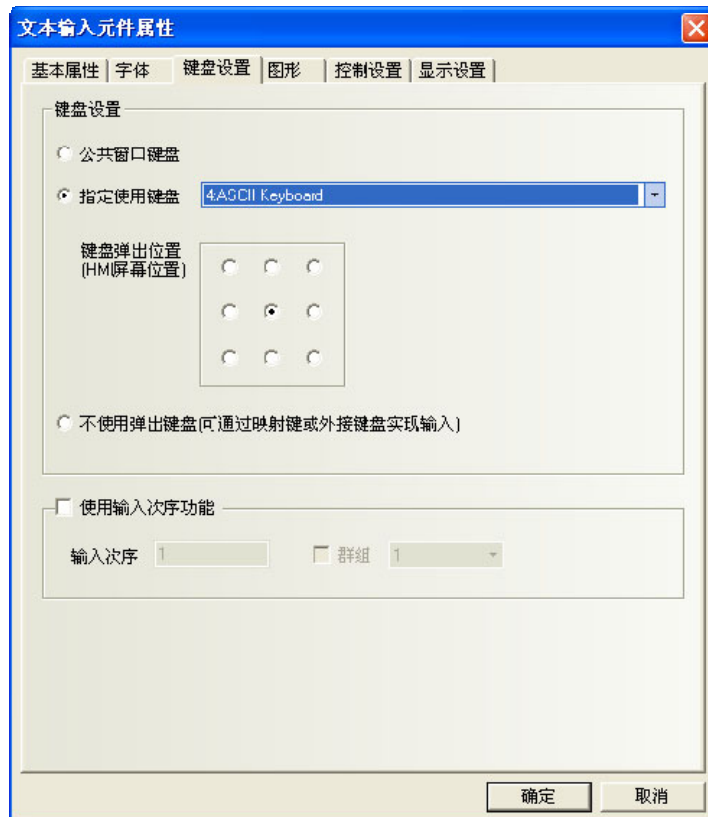 文本输入元件属性
基本属性 字体 键盘设置 图形 控制设置 显示设置
键盘设置
公共窗口键盘
指定使用键盘 4:ASCII Keyboard
键盘弹出位置
(HMI屏幕位置)
不使用弹出键盘(可通过映射键或外接键盘实现输入)
使用输入次序功能
输入次序 1 群组 1
确定 取消